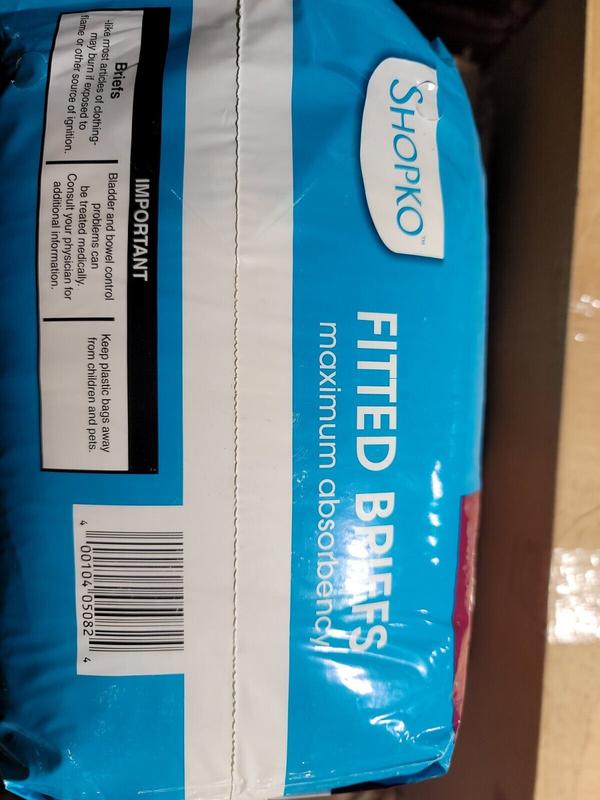 SHOPKO™
FITTED BRIEFS
maximum absorbency
IMPORTANT
Briefs
-like most articles of clothing-
may burn if exposed to
flame or other source of ignition.
Bladder and bowel control
problems can
be treated medically.
Consult your physician for
additional information.
Keep plastic bags away
from children and pets.
4 00104 05082 4